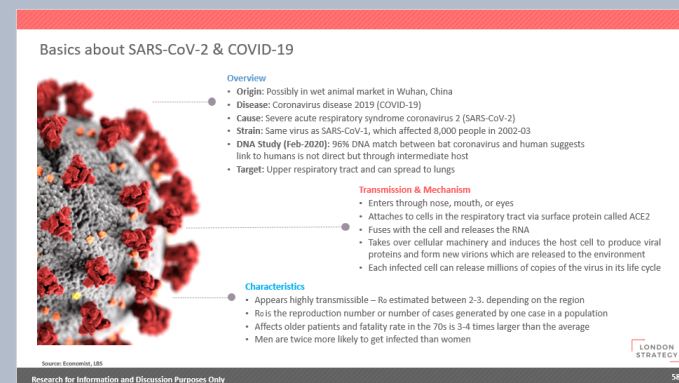 Basics about SARS-CoV-2 & COVID-19
Overview
• Origin: Possibly in wet animal market in Wuhan, China
• Disease: Coronavirus disease 2019 (COVID-19)
• Cause: Severe acute respiratory syndrome coronavirus 2 (SARS-CoV-2)
• Strain: Same virus as SARS-CoV-1, which affected 8,000 people in 2002-03
• DNA Study (Feb-2020): 96% DNA match between bat coronavirus and human suggests
link to humans is not direct but through intermediate host
• Target: Upper respiratory tract and can spread to lungs
Transmission & Mechanism
• Enters through nose, mouth, or eyes
• Attaches to cells in the respiratory tract via surface protein called ACE2
• Fuses with the cell and releases the RNA
• Takes over cellular machinery and induces the host cell to produce viral
proteins and form new virions which are released to the environment
• Each infected cell can release millions of copies of the virus in its life cycle
Characteristics
• Appears highly transmissible – R₀ estimated between 2-3. depending on the region
• R₀ is the reproduction number or number of cases generated by one case in a population
• Affects older patients and fatality rate in the 70s is 3-4 times larger than the average
• Men are twice more likely to get infected than women
LONDON
STRATEGY
Source: Economist, LBS
Research for Information and Discussion Purposes Only
58